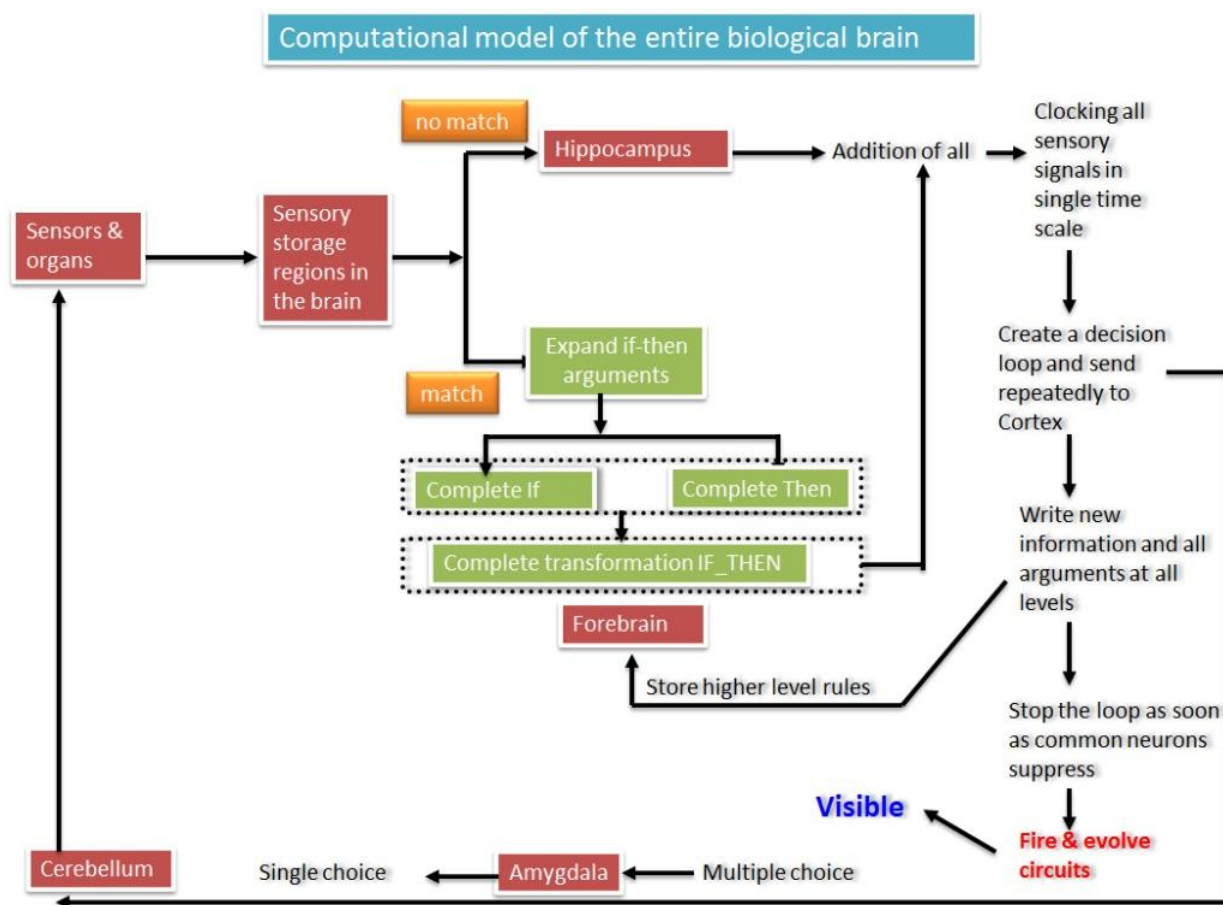 Computational model of the entire biological brain
no match
Hippocampus
Addition of all
Clocking all
sensory
signals in
single time
scale
Sensors &
organs
Sensory
storage
regions in
the brain
Expand if-then
arguments
match
Create a decision
loop and send
repeatedly to
Cortex
Complete If
Complete Then
Complete transformation IF_THEN
Write new
information and all
arguments at all
levels
Forebrain
Store higher level rules
Stop the loop as soon
as common neurons
suppress
Visible
Fire & evolve
circuits
Cerebellum
Single choice
Amygdala
Multiple choice